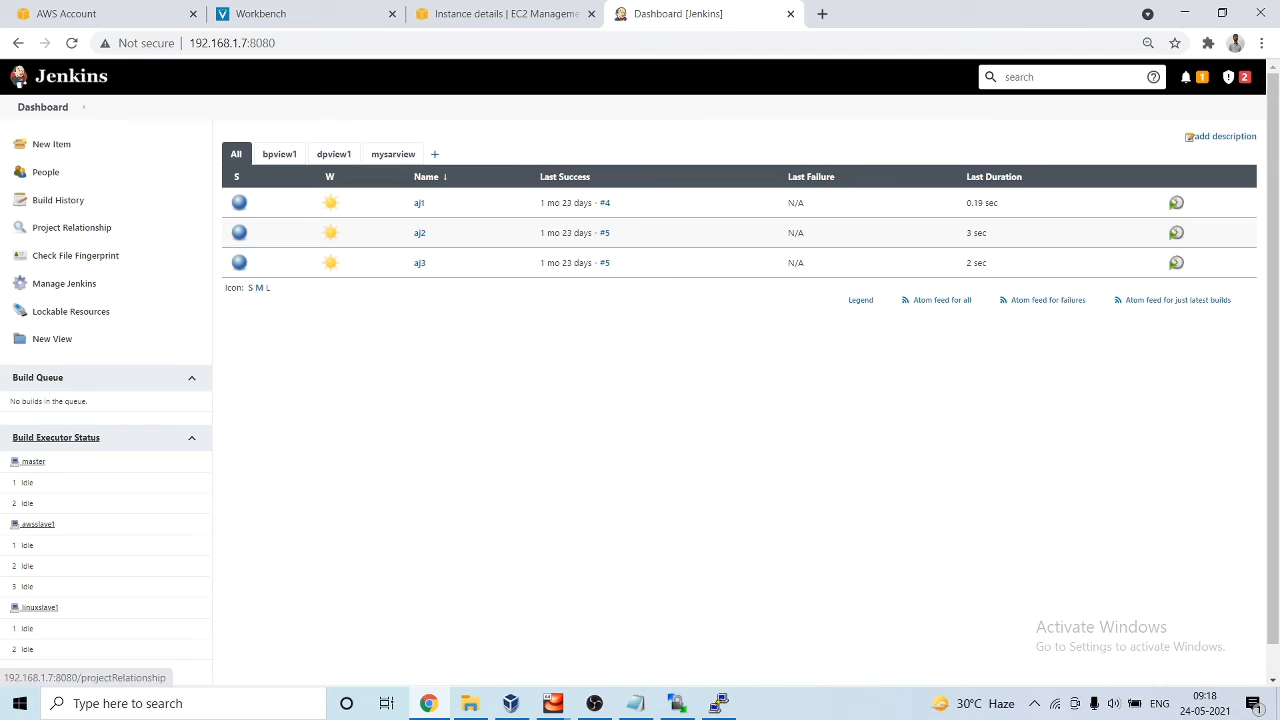 AWS Account
Workbench
Instance details | EC2 Manageme
Dashboard [Jenkins]
Not secure
192.168.1.7:8080
Jenkins
search
1
2
Dashboard
add description
New Item
People
Build History
Project Relationship
Check File Fingerprint
Manage Jenkins
Lockable Resources
New View
All
bpview1
dpview1
mysarview
+
S W Name ↓ Last Success Last Failure Last Duration
aj1 1 mo 23 days - #4 N/A 0.19 sec
aj2 1 mo 23 days - #5 N/A 3 sec
aj3 1 mo 23 days - #5 N/A 2 sec
Icon: S M L
Legend
Atom feed for all
Atom feed for failures
Atom feed for just latest builds
Build Queue
No builds in the queue.
Build Executor Status
master
1 Idle
2 Idle
awsslave1
1 Idle
2 Idle
3 Idle
linuxslave1
1 Idle
2 Idle
192.168.1.7:8080/projectRelationship
Activate Windows
Go to Settings to activate Windows.
Type here to search
64
30°C Haze
ENG
09:18
24-05-2021
1